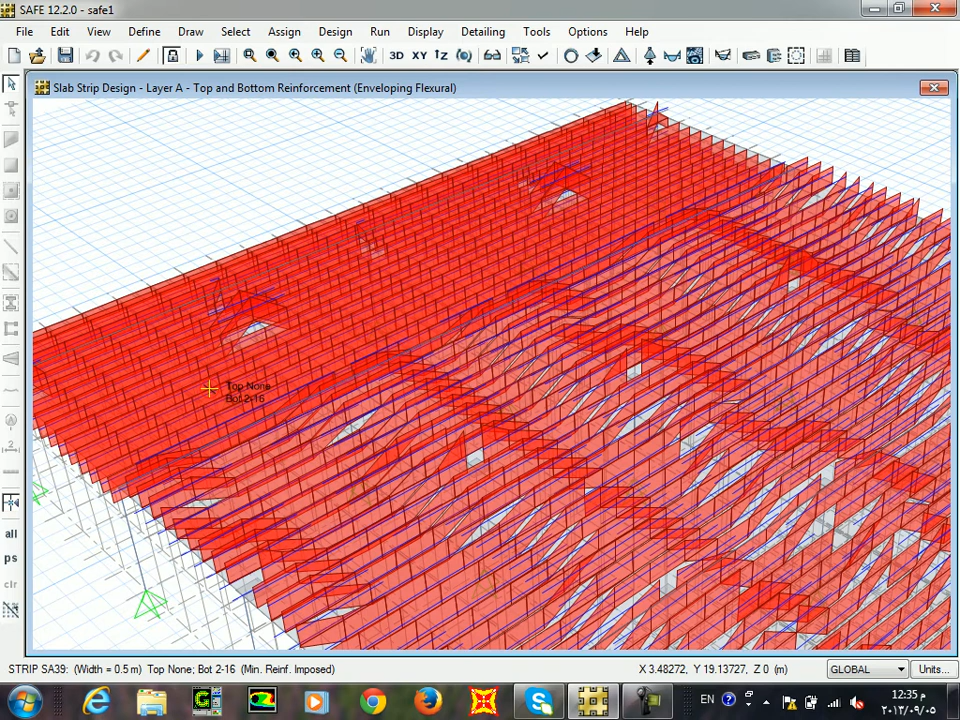 SAFE 12.2.0 - safe1
File Edit View Define Draw Select Assign Design Run Display Detailing Tools Options Help
3D XY
Slab Strip Design - Layer A - Top and Bottom Reinforcement (Enveloping Flexural)
Top None
Bot 2-16
all
ps
clr
STRIP SA39: (Width = 0.5 m) Top None; Bot 2-16 (Min. Reinf. Imposed)
X 3.48272, Y 19.13727, Z 0 (m)
GLOBAL
Units...
EN
12:35 م
٢٠١٣/٠٩/٠٥